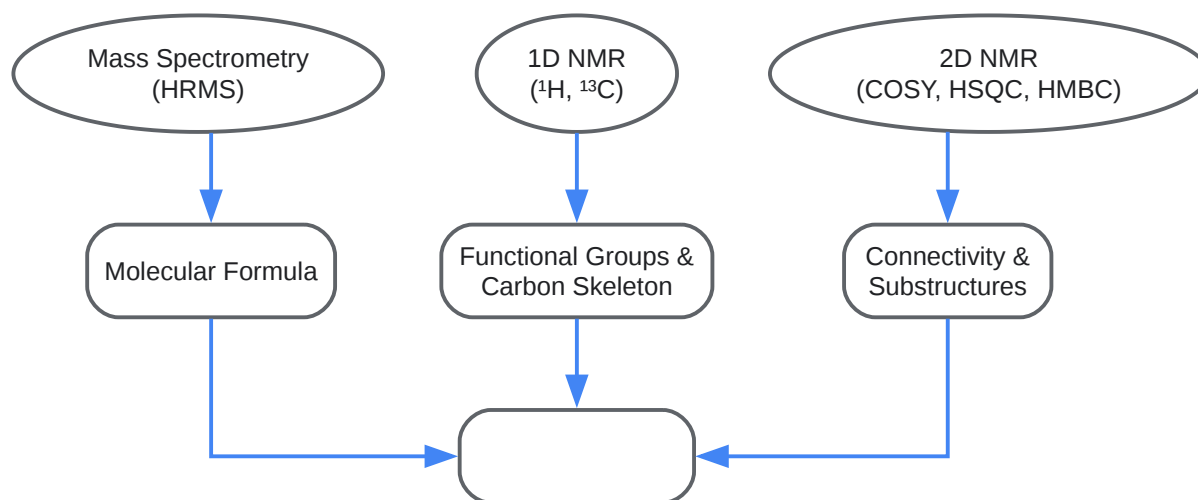 Mass Spectrometry
(HRMS)
1D NMR
(¹H, ¹³C)
2D NMR
(COSY, HSQC, HMBC)
Molecular Formula
Functional Groups &
Carbon Skeleton
Connectivity &
Substructures